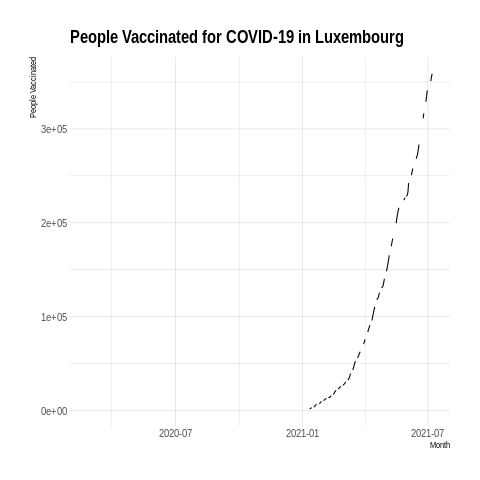 People Vaccinated for COVID-19 in Luxembourg
People Vaccinated
3e+05
2e+05
1e+05
0e+00
2020-07
2021-01
2021-07
Month